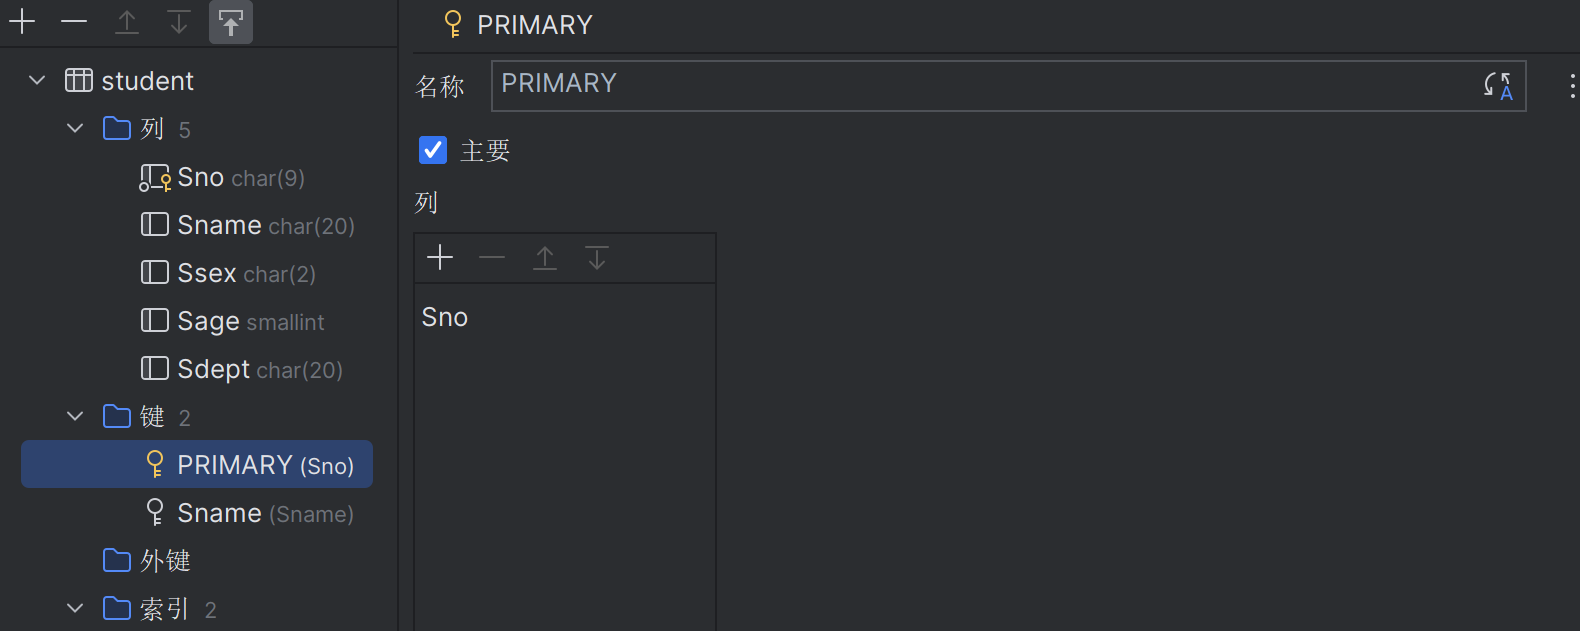 student
列 5
Sno char(9)
Sname char(20)
Ssex char(2)
Sage smallint
Sdept char(20)
键 2
PRIMARY (Sno)
Sname (Sname)
外键
索引 2
PRIMARY
名称 PRIMARY
主要
列
Sno